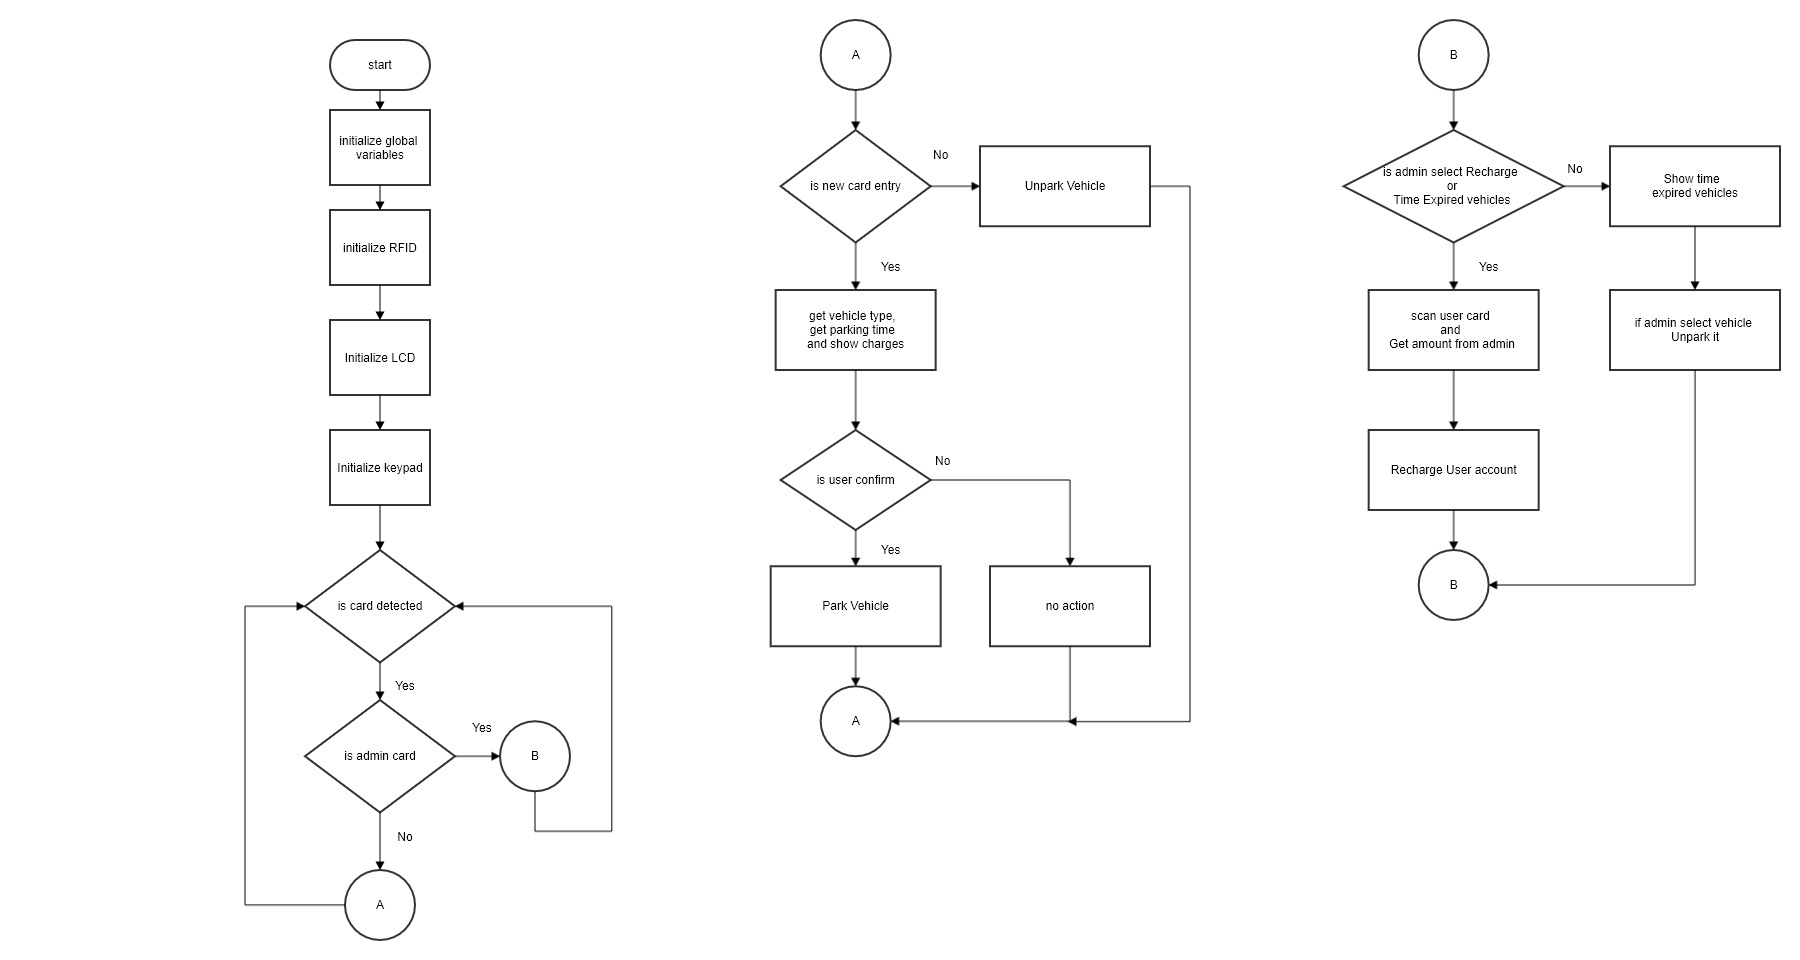 start
initialize global
variables
initialize RFID
Initialize LCD
Initialize keypad
is card detected
Yes
is admin card
Yes
B
No
A
A
is new card entry
No
Unpark Vehicle
Yes
get vehicle type,
get parking time
and show charges
is user confirm
No
Yes
Park Vehicle
no action
A
B
is admin select Recharge
or
Time Expired vehicles
No
Show time
expired vehicles
Yes
scan user card
and
Get amount from admin
if admin select vehicle
Unpark it
Recharge User account
B